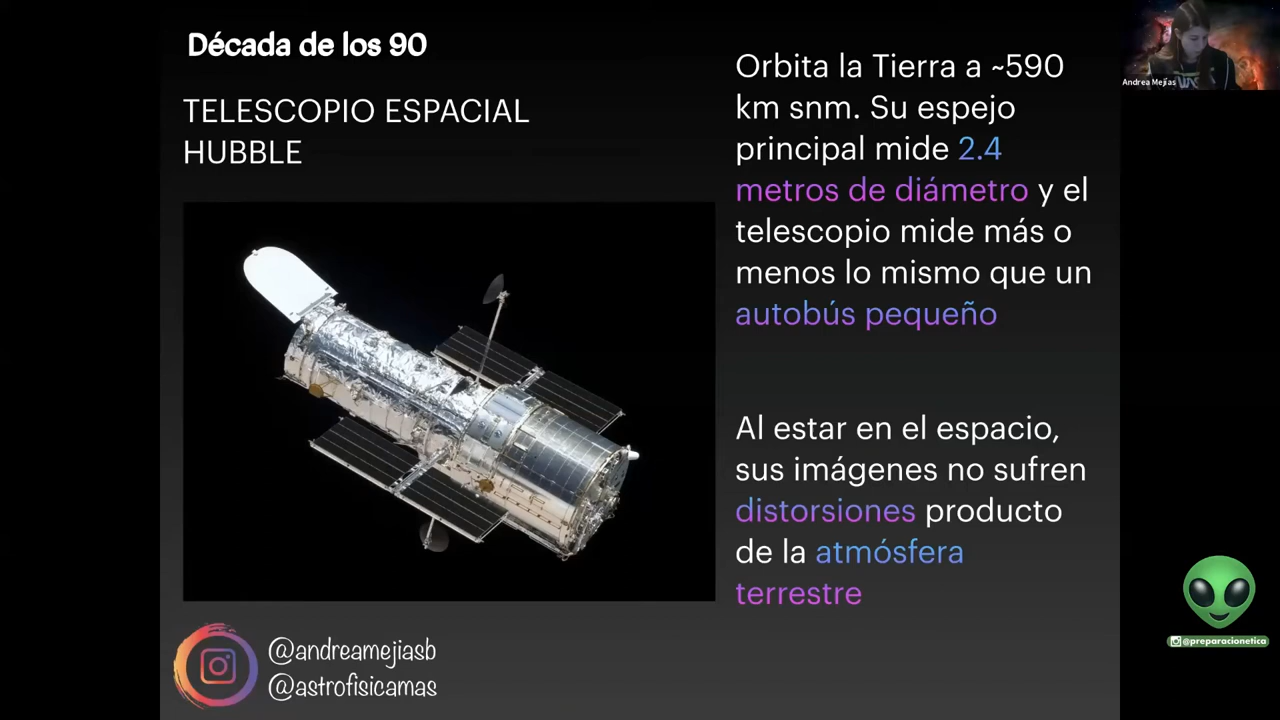 Década de los 90
TELESCOPIO ESPACIAL
HUBBLE
Orbita la Tierra a ~590
km snm. Su espejo
principal mide 2.4
metros de diámetro y el
telescopio mide más o
menos lo mismo que un
autobús pequeño
Al estar en el espacio,
sus imágenes no sufren
distorsiones producto
de la atmósfera
terrestre
@andreamejiasb
@astrofisicamas
Andrea Mejías
@preparacionetica